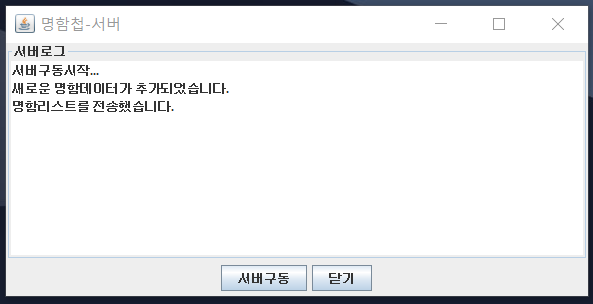 명함첩-서버
서버로그
서버구동시작...
새로운 명함데이터가 추가되었습니다.
명함리스트를 전송했습니다.
서버구동
닫기